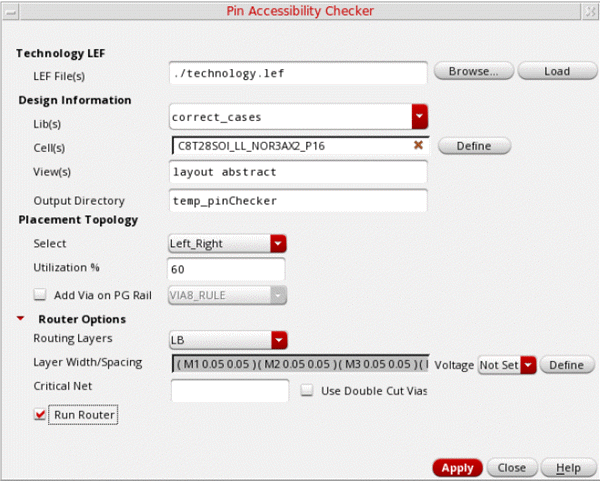 Pin Accessibility Checker
Technology LEF
LEF File(s) ./technology.lef Browse... Load
Design Information
Lib(s) correct_cases
Cell(s) C8T28SOI_LL_NOR3AX2_P16 Define
View(s) layout abstract
Output Directory temp_pinChecker
Placement Topology
Select Left_Right
Utilization % 60
Add Via on PG Rail VIA8_RULE
Router Options
Routing Layers LB
Layer Width/Spacing ( M1 0.05 0.05 ) ( M2 0.05 0.05 ) ( M3 0.05 0.05 ) ( Voltage Not Set Define
Critical Net Use Double Cut Vias
Run Router
Apply Close Help